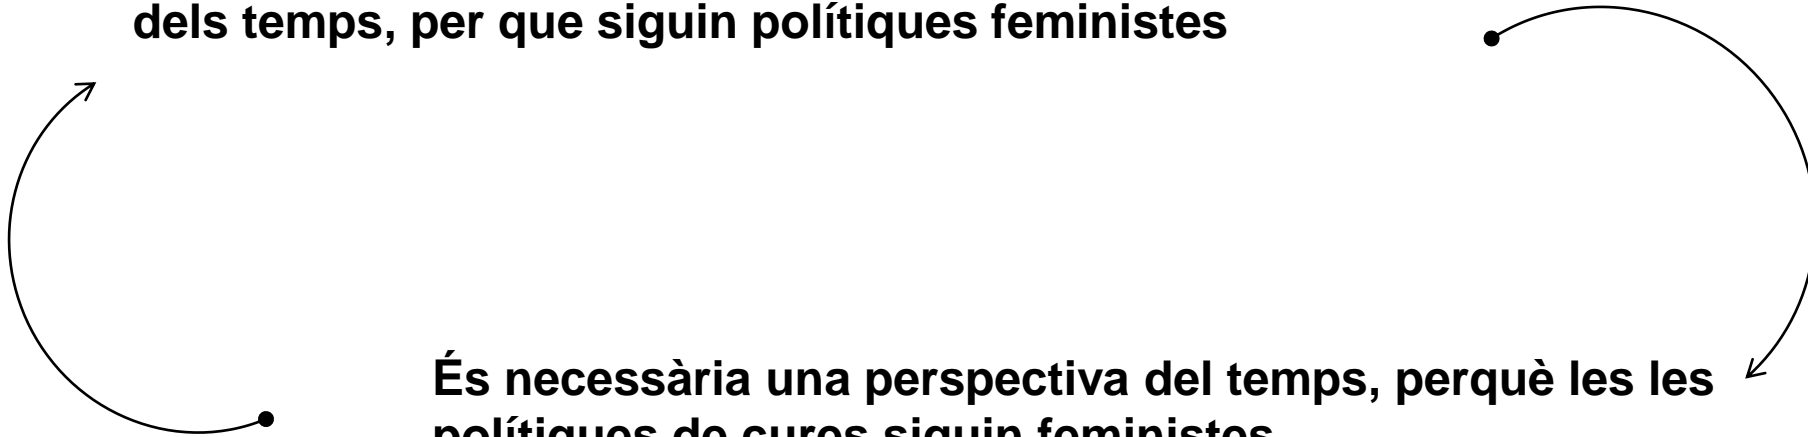 dels temps, per que siguin polítiques feministes
És necessària una perspectiva del temps, perquè les les
polítiques de cures siguin feministes